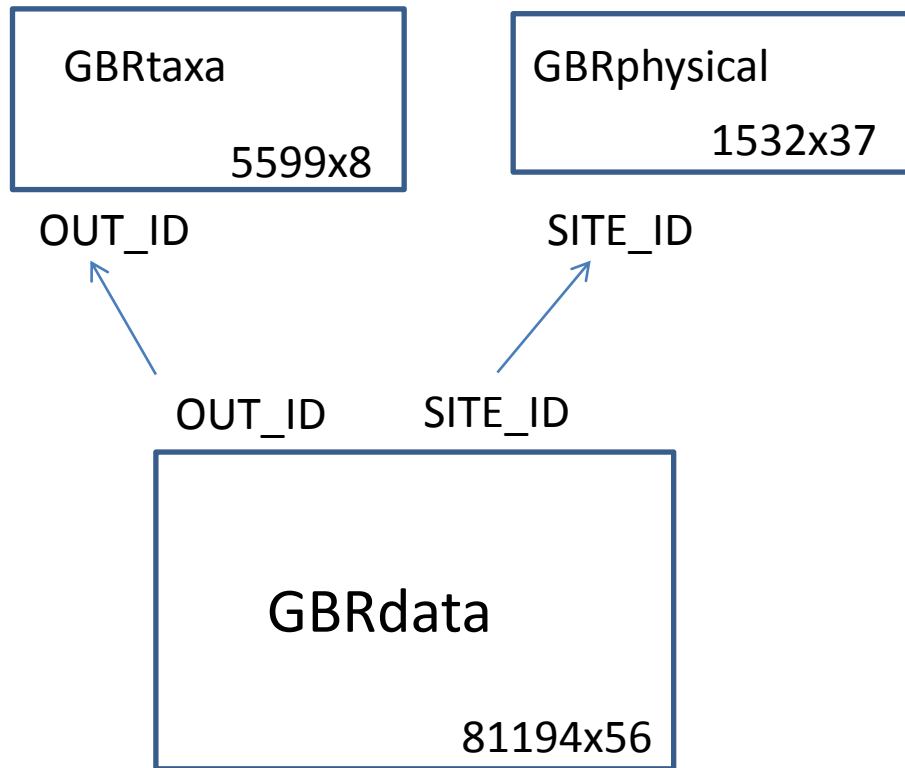 GBRtaxa
5599x8
GBRphysical
1532x37
OUT_ID
SITE_ID
OUT_ID
SITE_ID
GBRdata
81194x56